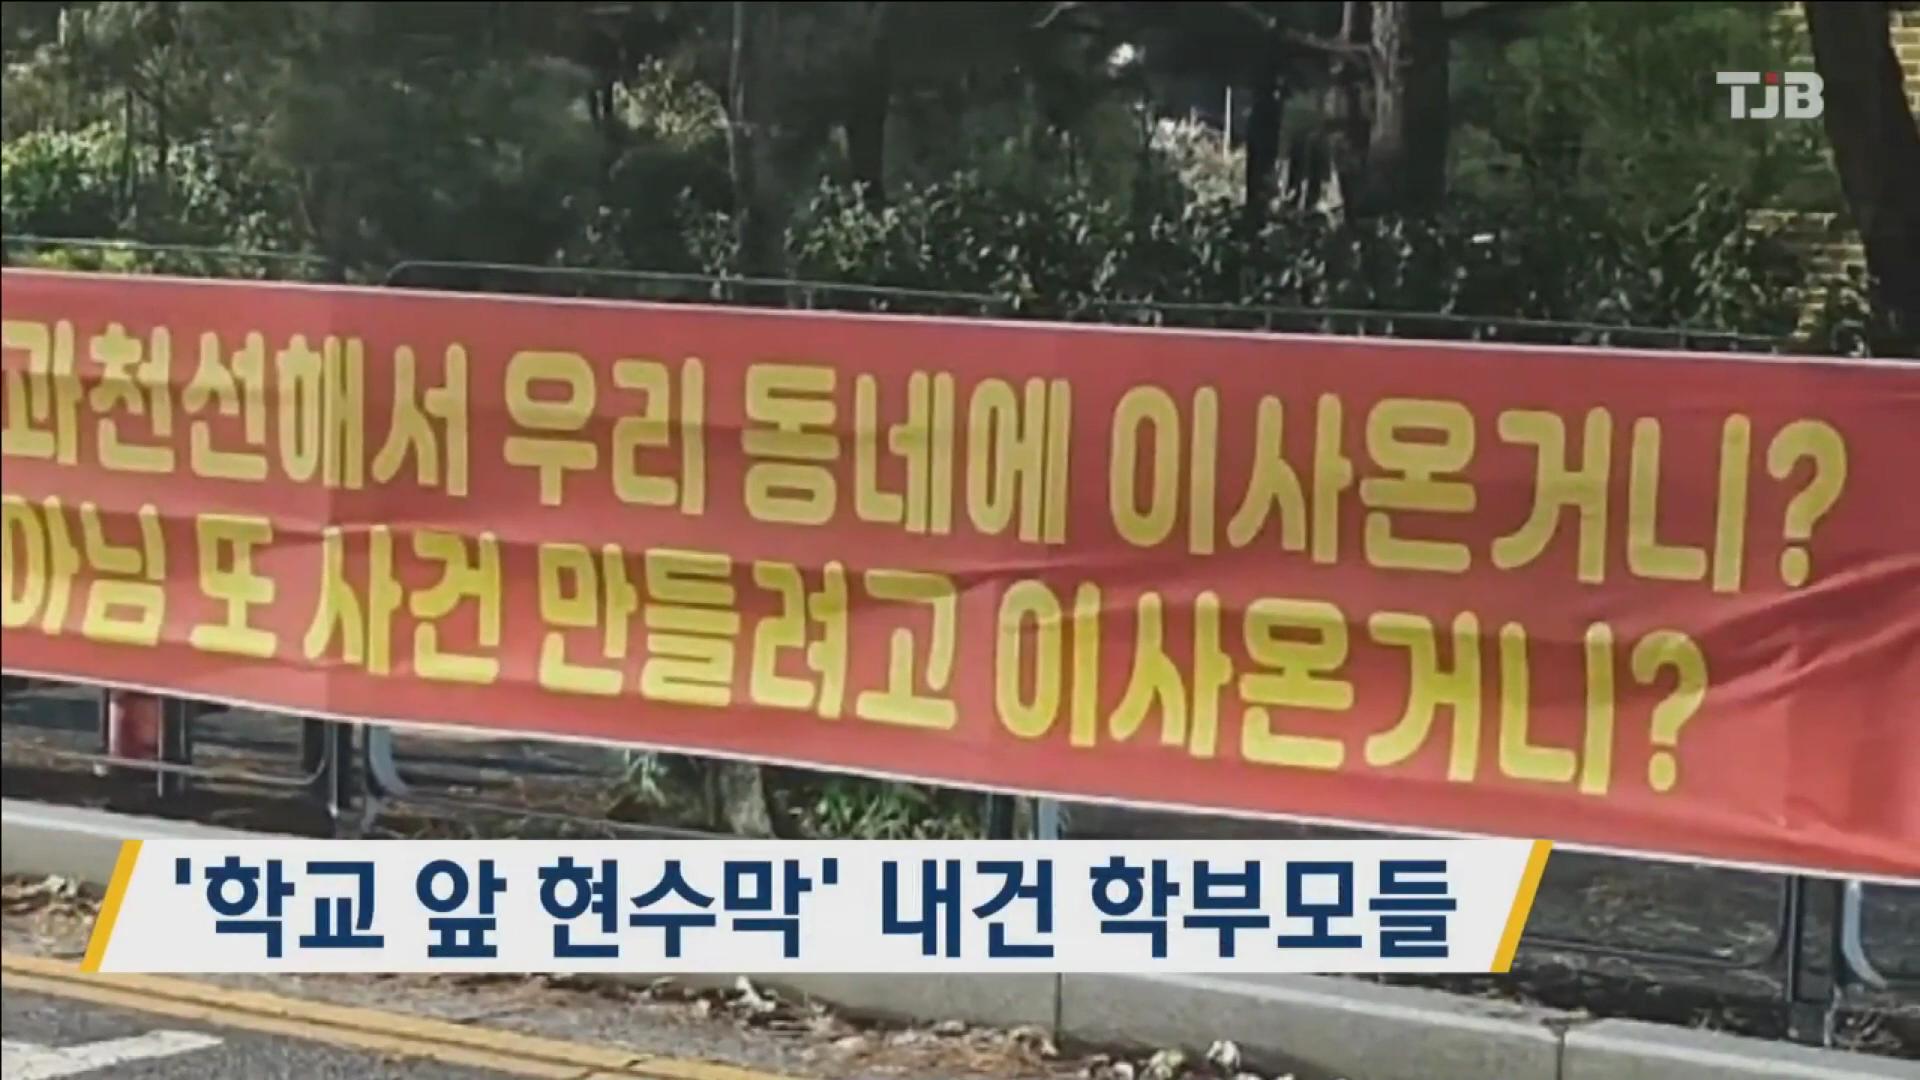 TJB
과천선해서 우리 동네에 이사온거니?
아님 또 사건 만들려고 이사온거니?
'학교 앞 현수막' 내건 학부모들